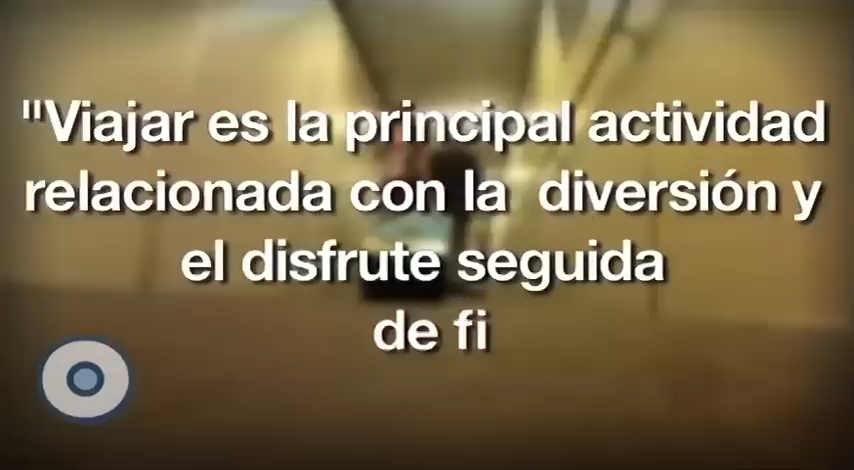 "Viajar es la principal actividad
relacionada con la  diversión y
el disfrute seguida
de fi